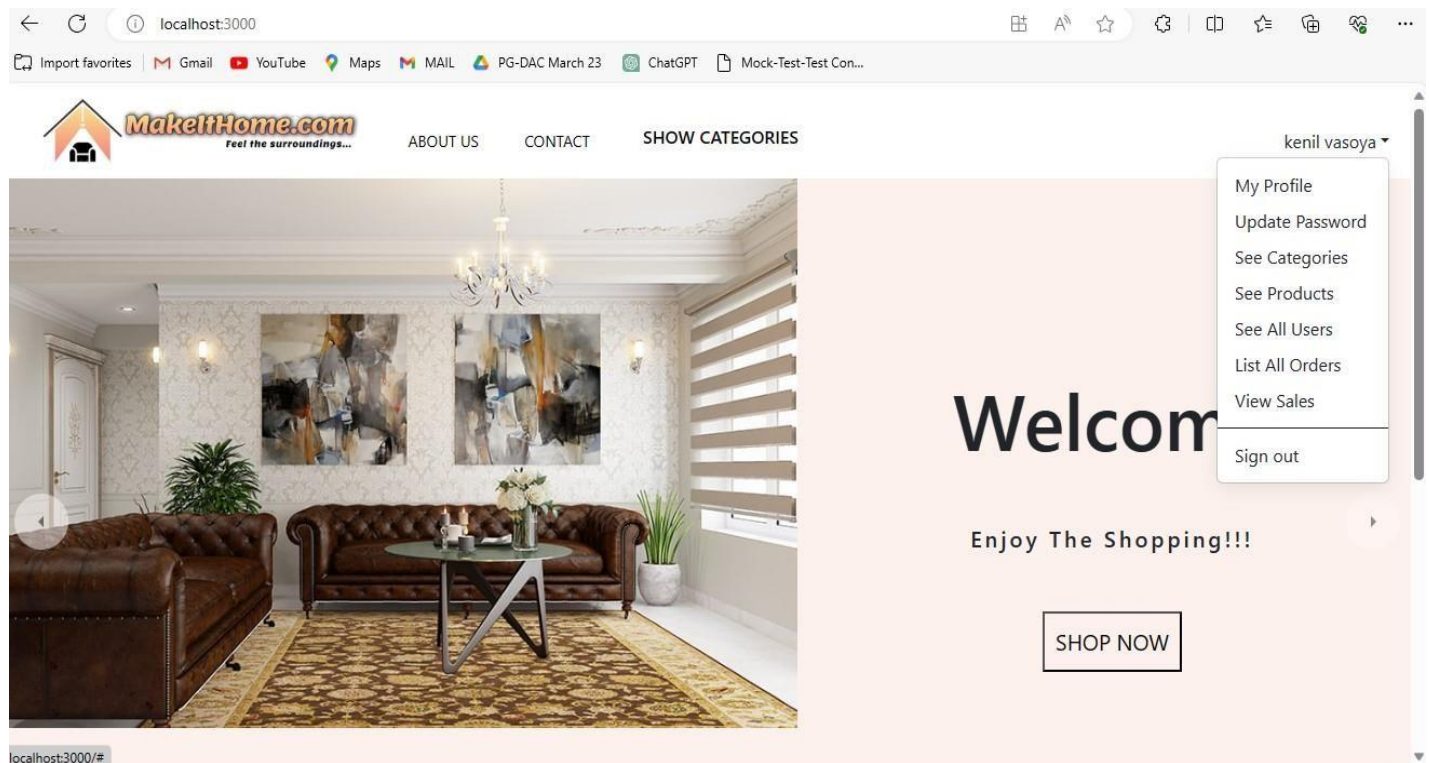 localhost:3000
Import favorites Gmail YouTube Maps MAIL PG-DAC March 23 ChatGPT Mock-Test-Test Con...
MakeItHome.com
Feel the surroundings...
ABOUT US CONTACT SHOW CATEGORIES
kenil vasoya
My Profile
Update Password
See Categories
See Products
See All Users
List All Orders
View Sales
Sign out
Welcom
Enjoy The Shopping!!!
SHOP NOW
localhost:3000/#